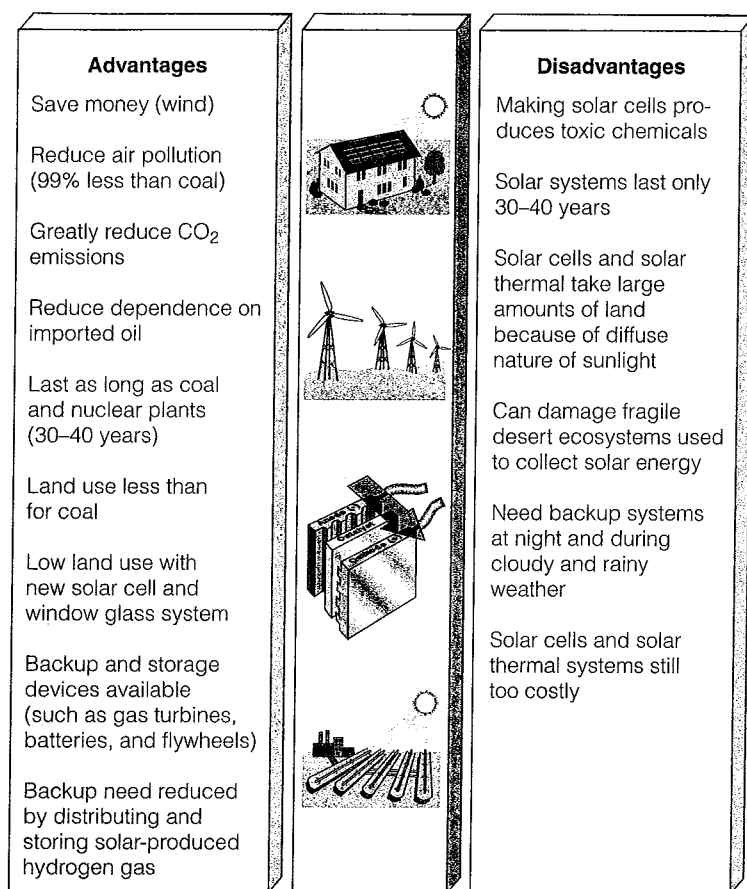 Advantages
Save money (wind)
Reduce air pollution
(99% less than coal)
Greatly reduce CO₂
emissions
Reduce dependence on
imported oil
Last as long as coal
and nuclear plants
(30–40 years)
Land use less than
for coal
Low land use with
new solar cell and
window glass system
Backup and storage
devices available
(such as gas turbines,
batteries, and flywheels)
Backup need reduced
by distributing and
storing solar-produced
hydrogen gas
Disadvantages
Making solar cells pro-
duces toxic chemicals
Solar systems last only
30–40 years
Solar cells and solar
thermal take large
amounts of land
because of diffuse
nature of sunlight
Can damage fragile
desert ecosystems used
to collect solar energy
Need backup systems
at night and during
cloudy and rainy
weather
Solar cells and solar
thermal systems still
too costly